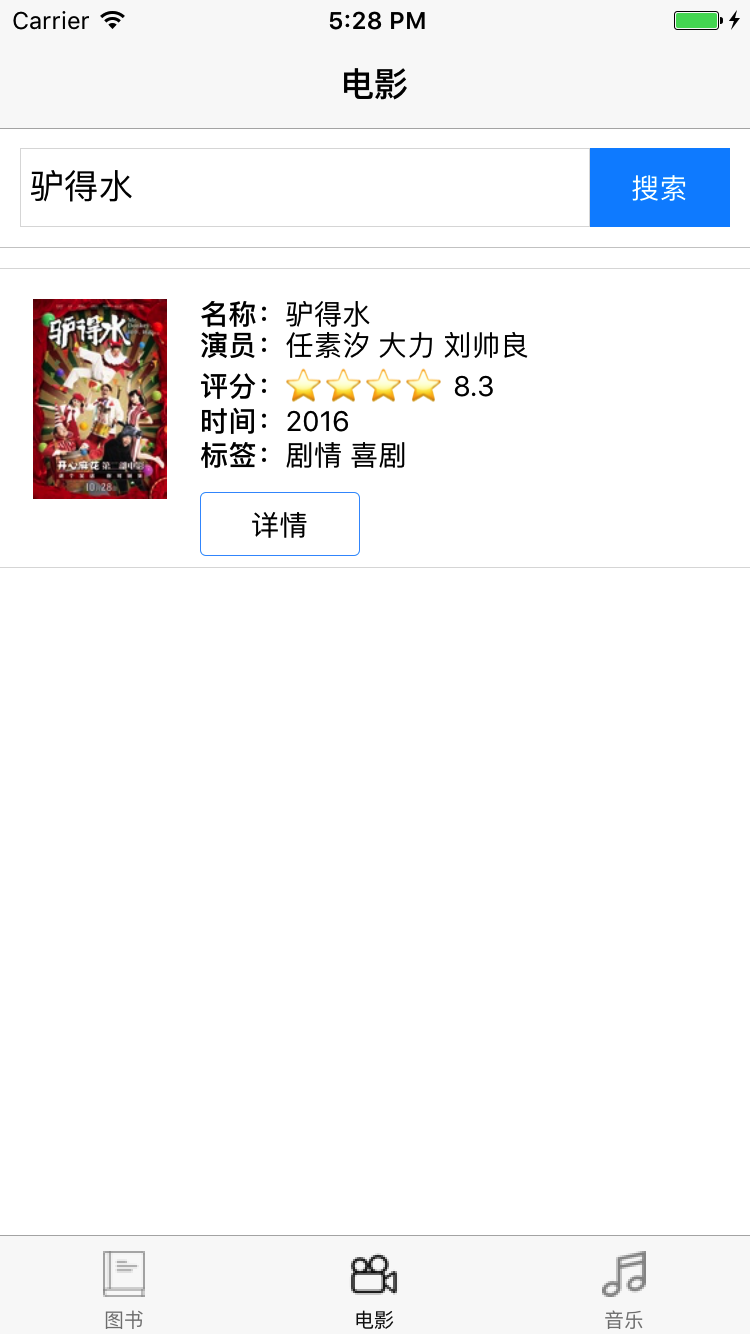 Carrier 5:28 PM
电影
驴得水 搜索
驴得水
名称：驴得水
演员：任素汐 大力 刘帅良
评分：⭐⭐⭐⭐ 8.3
时间：2016
标签：剧情 喜剧
开心麻花第二部电影
10.28
详情
图书 电影 音乐